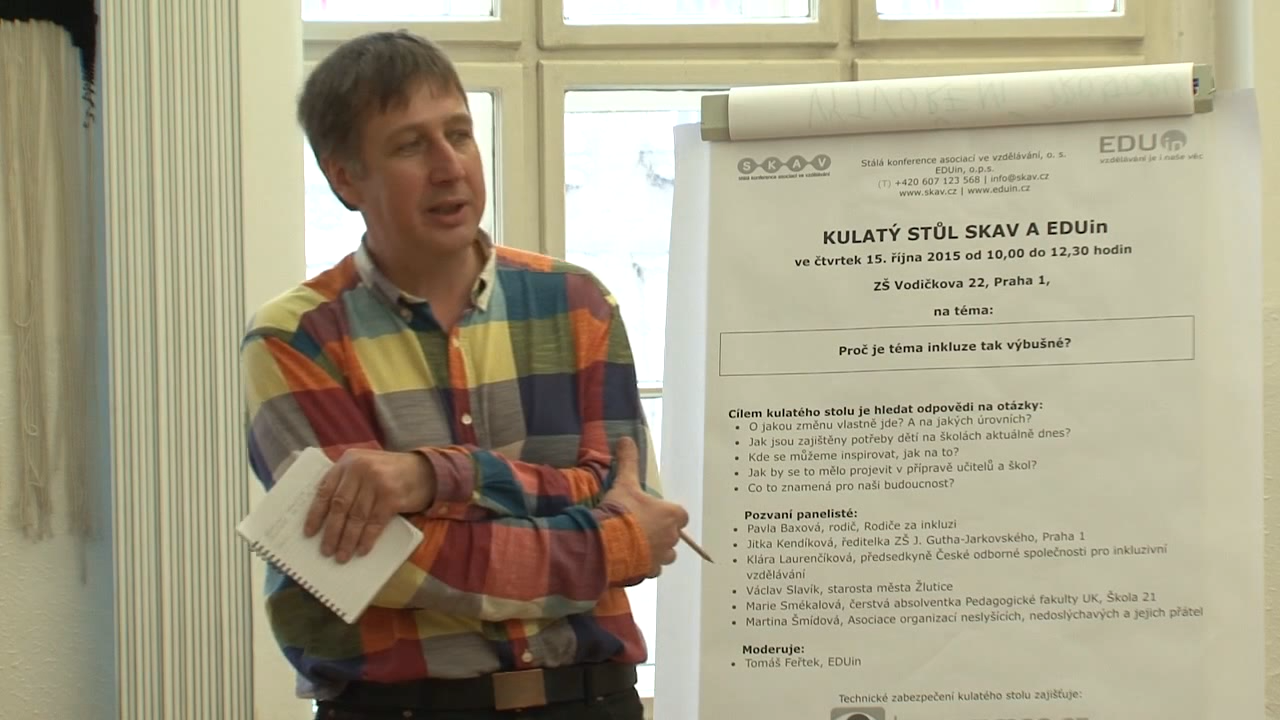 SKAV
stálá konference asociací ve vzdělávání
Stálá konference asociací ve vzdělávání, o. s.
EDUin, o.p.s.
(T) +420 607 123 568 | info@skav.cz
www.skav.cz | www.eduin.cz
EDUin
vzdělávání je i naše věc
KULATÝ STŮL SKAV A EDUin
ve čtvrtek 15. října 2015 od 10,00 do 12,30 hodin
ZŠ Vodičkova 22, Praha 1,
na téma:
Proč je téma inkluze tak výbušné?
Cílem kulatého stolu je hledat odpovědi na otázky:
• O jakou změnu vlastně jde? A na jakých úrovních?
• Jak jsou zajištěny potřeby dětí na školách aktuálně dnes?
• Kde se můžeme inspirovat, jak na to?
• Jak by se to mělo projevit v přípravě učitelů a škol?
• Co to znamená pro naši budoucnost?
Pozvaní panelisté:
• Pavla Baxová, rodič, Rodiče za inkluzi
• Jitka Kendíková, ředitelka ZŠ J. Gutha-Jarkovského, Praha 1
• Klára Laurenčíková, předsedkyně České odborné společnosti pro inkluzivní
vzdělávání
• Václav Slavík, starosta města Žlutice
• Marie Smékalová, čerstvá absolventka Pedagogické fakulty UK, Škola 21
• Martina Šmídová, Asociace organizací neslyšících, nedoslýchavých a jejich přátel
Moderuje:
• Tomáš Feřtek, EDUin
Technické zabezpečení kulatého stolu zajišťuje: